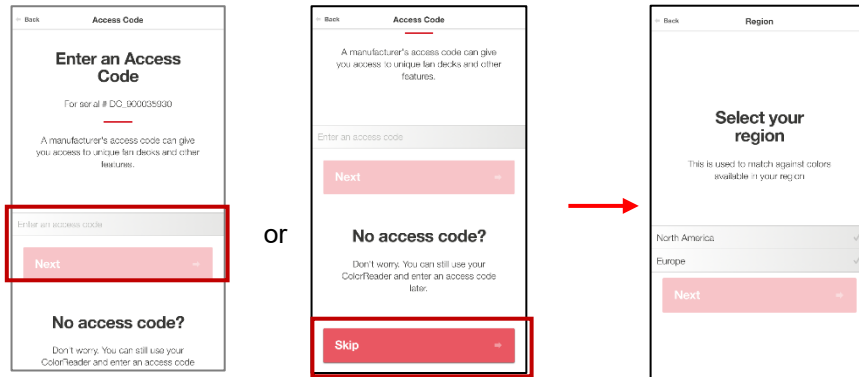 Back Access Code
Enter an Access
Code
For serial # DC_900035930
A manufacturer's access code can give
you access to unique fan decks and other
features.
Enter an access code
Next
No access code?
Don't worry. You can still use your
ColorReader and enter an access code
or
Back Access Code
A manufacturer's access code can give
you access to unique fan decks and other
features.
Enter an access code
Next
No access code?
Don't worry. You can still use your
ColorReader and enter an access code
later.
Skip
Back Region
Select your
region
This is used to match against colors
available in your region
North America
Europe
Next